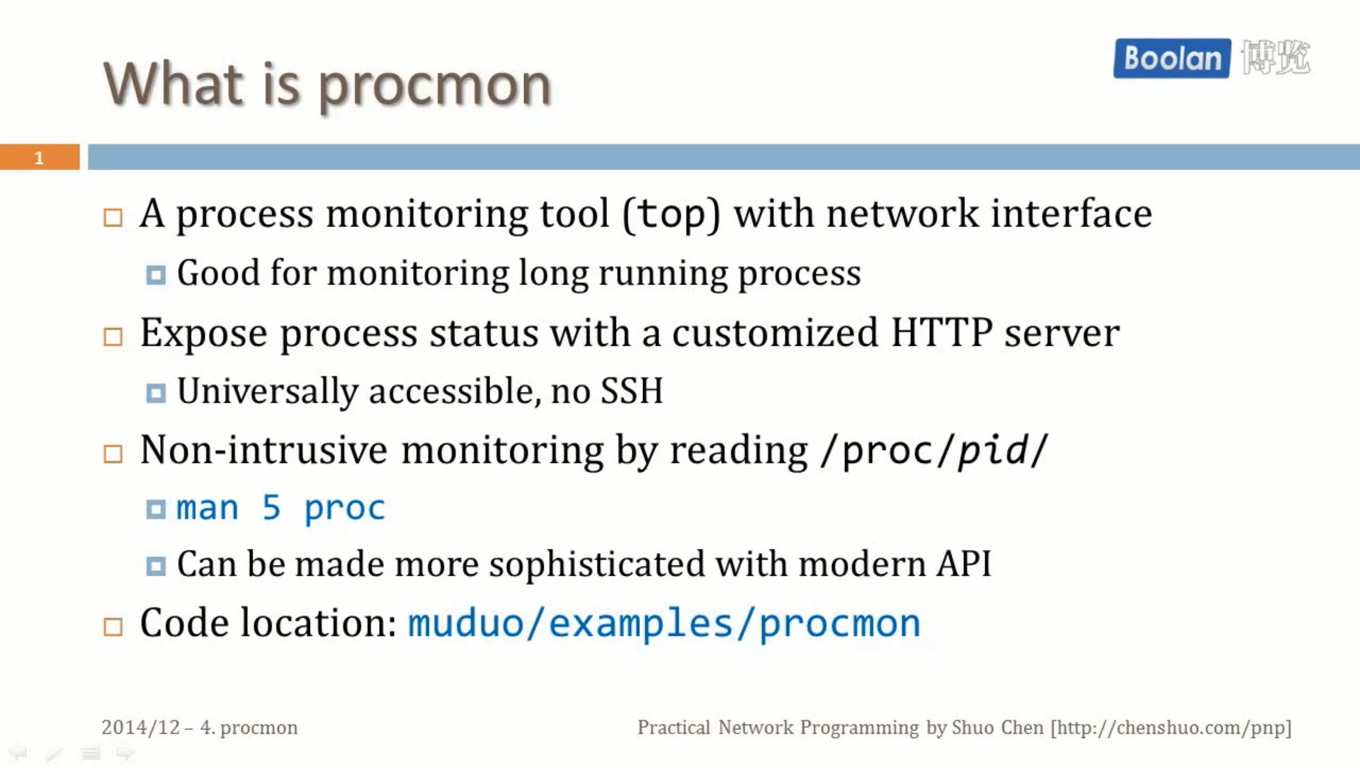 What is procmon
Boolan 博览
1
A process monitoring tool (top) with network interface
Good for monitoring long running process
Expose process status with a customized HTTP server
Universally accessible, no SSH
Non-intrusive monitoring by reading /proc/pid/
man 5 proc
Can be made more sophisticated with modern API
Code location: muduo/examples/procmon
2014/12 – 4. procmon
Practical Network Programming by Shuo Chen [http://chenshuo.com/pnp]